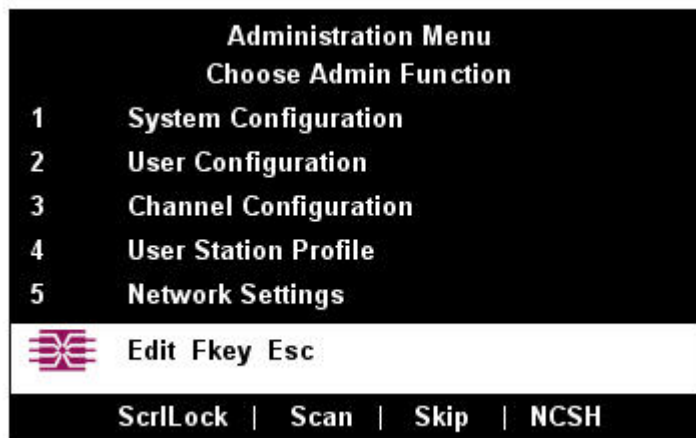 Administration Menu
Choose Admin Function
1 System Configuration
2 User Configuration
3 Channel Configuration
4 User Station Profile
5 Network Settings
Edit Fkey Esc
ScrlLock | Scan | Skip | NCSH